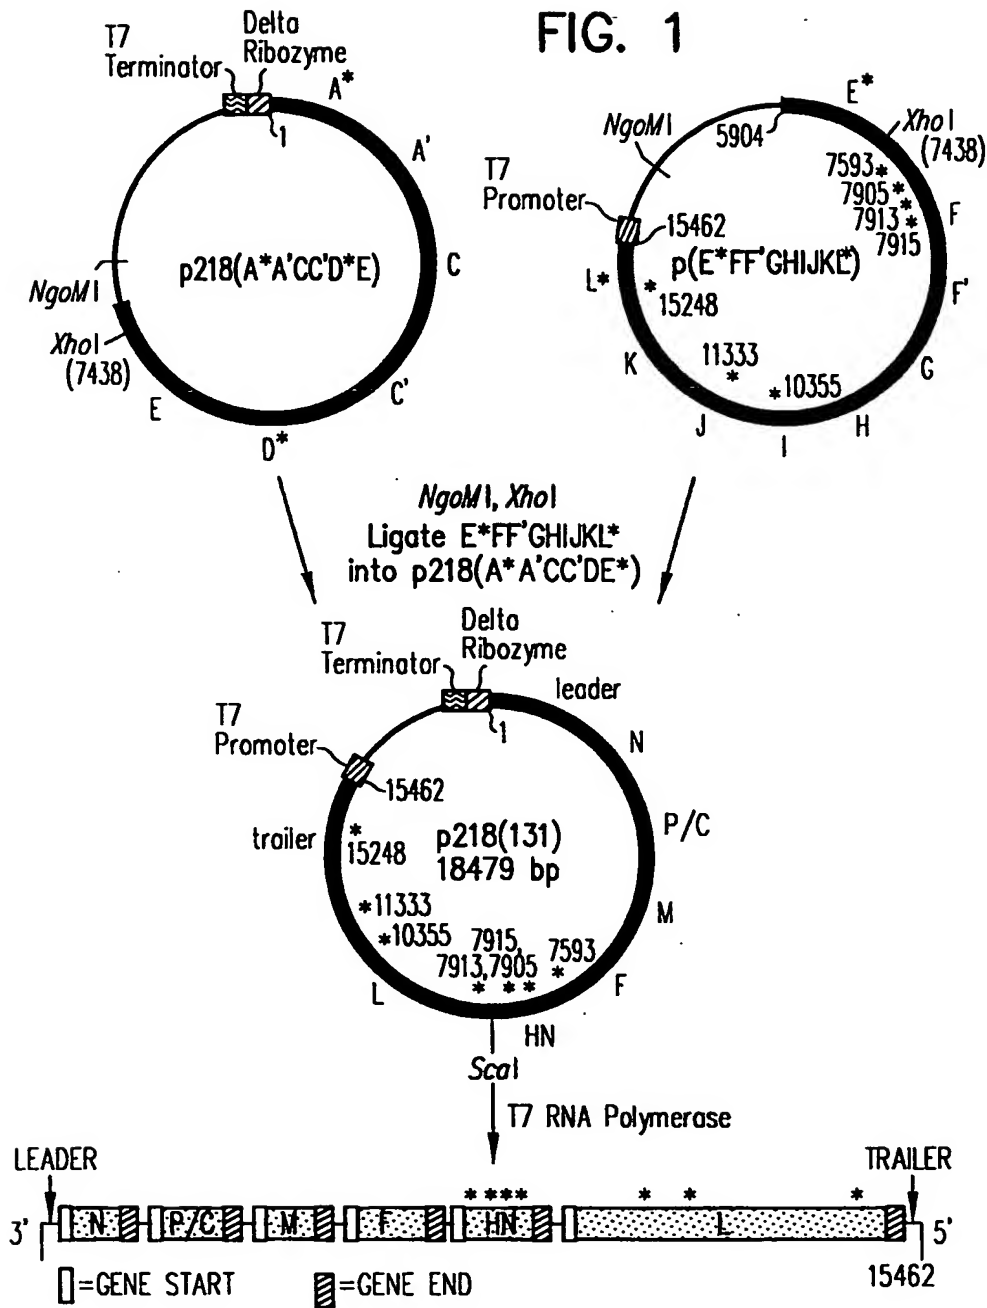 FIG. 1
T7
Terminator
Delta
Ribozyme
1
A*
A'
C
C'
D*
E
XhoI
(7438)
NgoMI
p218(A*A'CC'D*E)
E*
XhoI
(7438)
5904
NgoMI
T7
Promoter
15462
7593*
7905*
7913*
7915*
F
F'
G
H
I
J
K
L*
p(E*FF'GHIJKL*)
*15248
11333
*
*10355
NgoMI, XhoI
Ligate E*FF'GHIJKL*
into p218(A*A'CC'DE*)
T7
Terminator
Delta
Ribozyme
1
leader
N
P/C
M
F
HN
L
trailer
T7
Promoter
15462
*
15248
p218(131)
18479 bp
*11333
*10355
7915,
7913,7905
7593
* * * *
ScaI
T7 RNA Polymerase
LEADER
TRAILER
* * * * * * *
3' N P/C M F HN L 5'
15462
=GENE START =GENE END